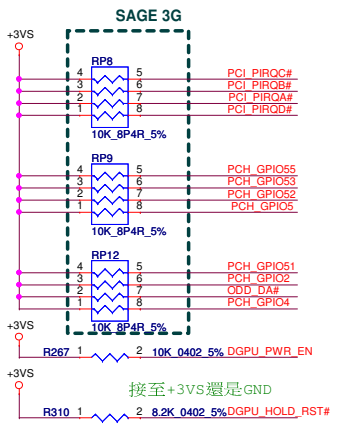 SAGE 3G
+3VS
RP8
4 5 PCI_PIRQC#
3 6 PCI_PIRQB#
2 7 PCI_PIRQA#
1 8 PCI_PIRQD#
10K_8P4R_5%
RP9
4 5 PCH_GPIO55
3 6 PCH_GPIO53
2 7 PCH_GPIO52
1 8 PCH_GPIO5
10K_8P4R_5%
RP12
4 5 PCH_GPIO51
3 6 PCH_GPIO2
2 7 ODD_DA#
1 8 PCH_GPIO4
10K_8P4R_5%
+3VS
R267 1 2 10K_0402_5% DGPU_PWR_EN
+3VS
接至+3VS還是GND
R310 1 2 8.2K_0402_5% DGPU_HOLD_RST#